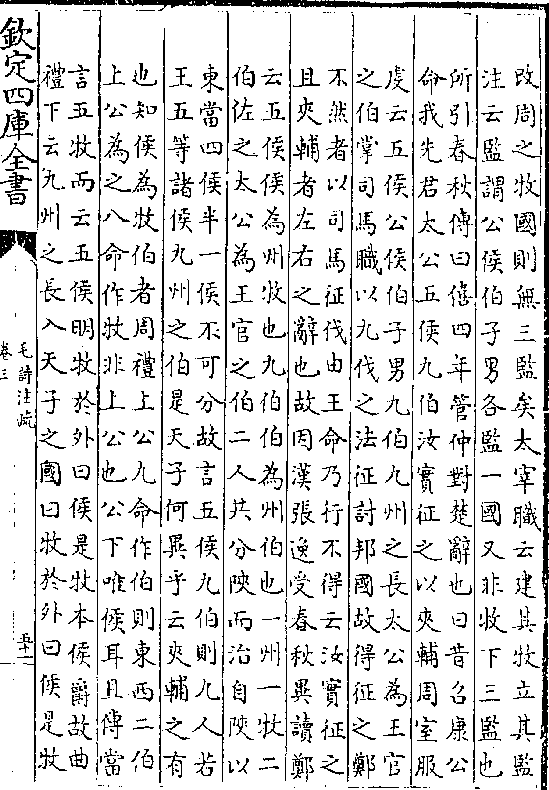 改周之牧國則無三監矣太宰職云建其牧立其監
注云監謂公侯伯子男各監一國又非牧下三監也
所引春秋傳曰僖四年管仲對楚辭也曰昔召康公
命我先君太公五侯九伯汝實征之以夾輔周室服
虔云五侯公侯伯子男九伯九州之長太公為王官
之伯掌司馬職以九伐之法征討邦國故得征之鄭
不然者以司馬征伐由王命乃行不得云汝實征之
且夾輔者左右之辭也故因漢張逸受春秋異讀鄭
云五侯侯為州牧也九伯伯為州伯也一州一牧二
伯佐之太公為王官之伯二人共分陜而治自陜以
東當四侯半一侯不可分故言五侯九伯則九人若
王五等諸侯九州之伯是天子何異乎云夾輔之有
也知侯為牧伯者周禮上公九命作伯則東西二伯
上公為之八命作牧非上公也公下唯侯耳且傳當
言五牧而云五侯明牧於外曰侯是牧本侯爵故曲
禮下云九州之長入天子之國曰牧於外曰侯是牧
欽定四庫全書
毛詩注疏
卷三